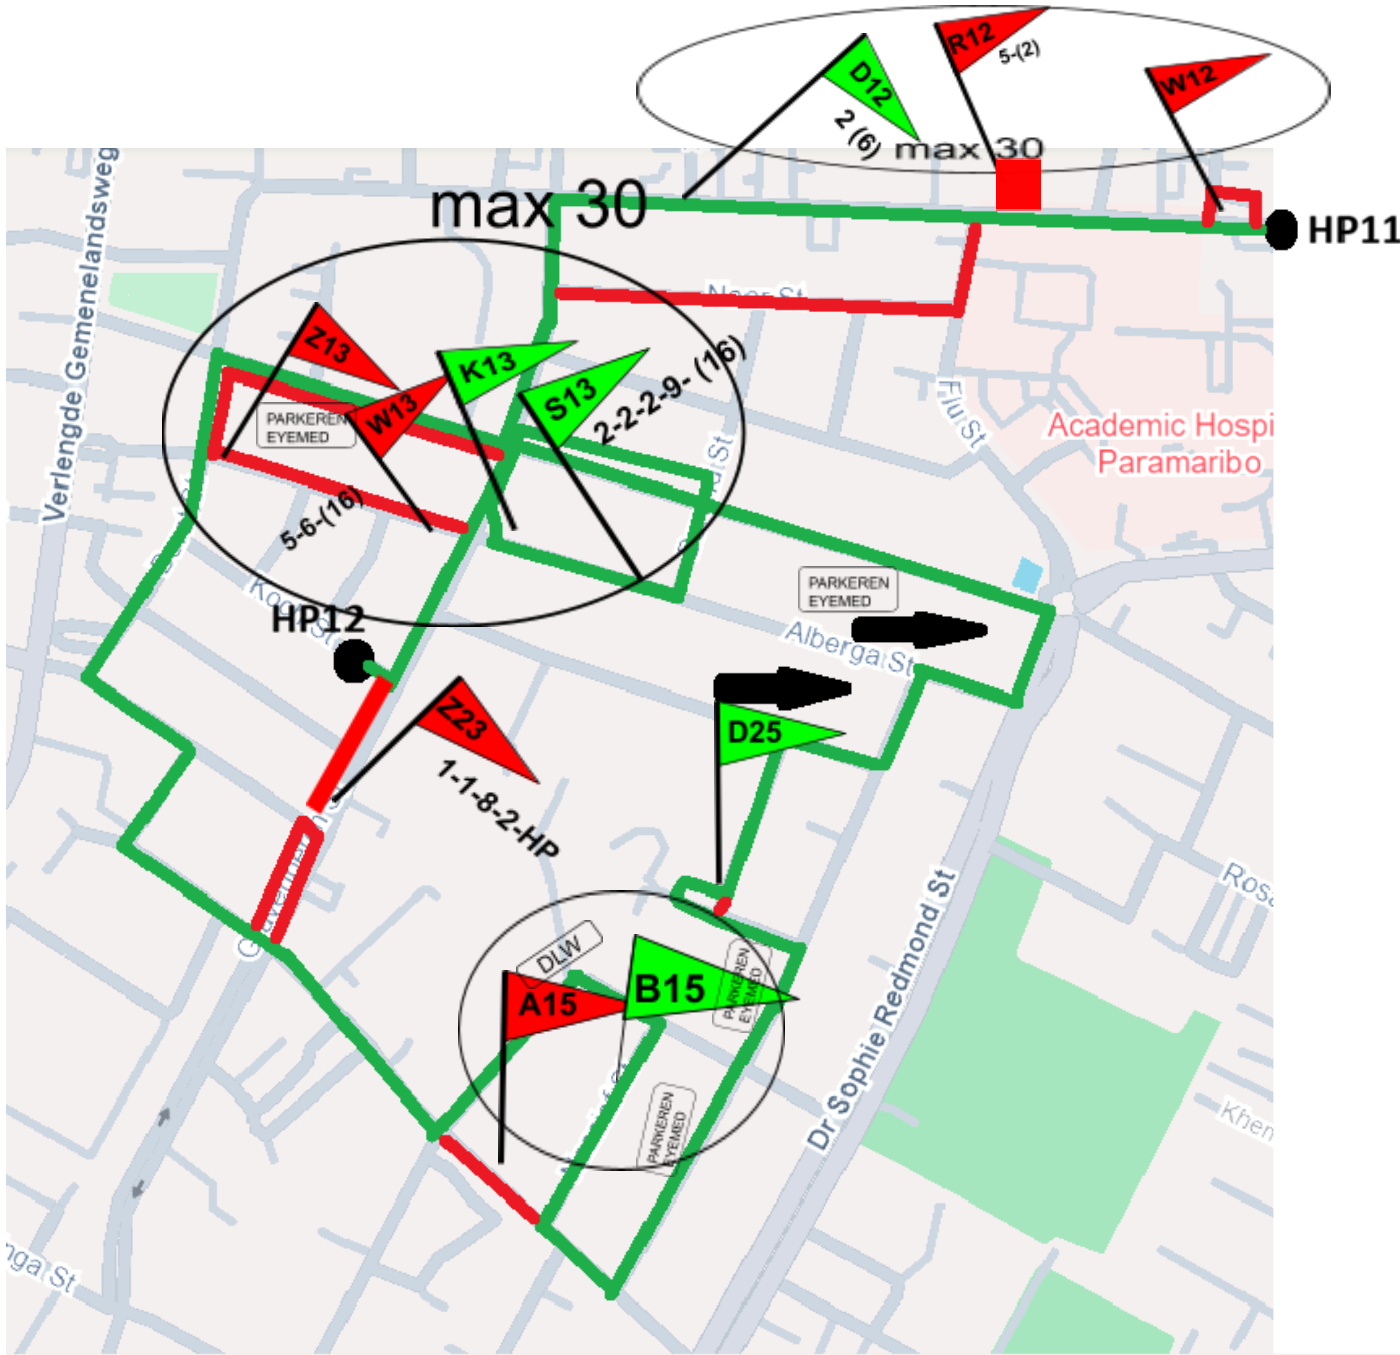 R12
5-(2)
D12
2 (6)
W12
max 30
max 30
HP11
Verlengde Gemenelandsweg
Z13
K13
S13
2-2-2-9- (16)
W13
PARKEREN
EYEMED
5-6-(16)
Fju St
Academic Hospi
Paramaribo
HP12
PARKEREN
EYEMED
Alberga St
Z23
1-1-8-2-HP
D25
DLW
A15
B15
PARKEREN
EYEMED
PARKEREN
EYEMED
Dr Sophie Redmond St
Ross
Khem
nga St